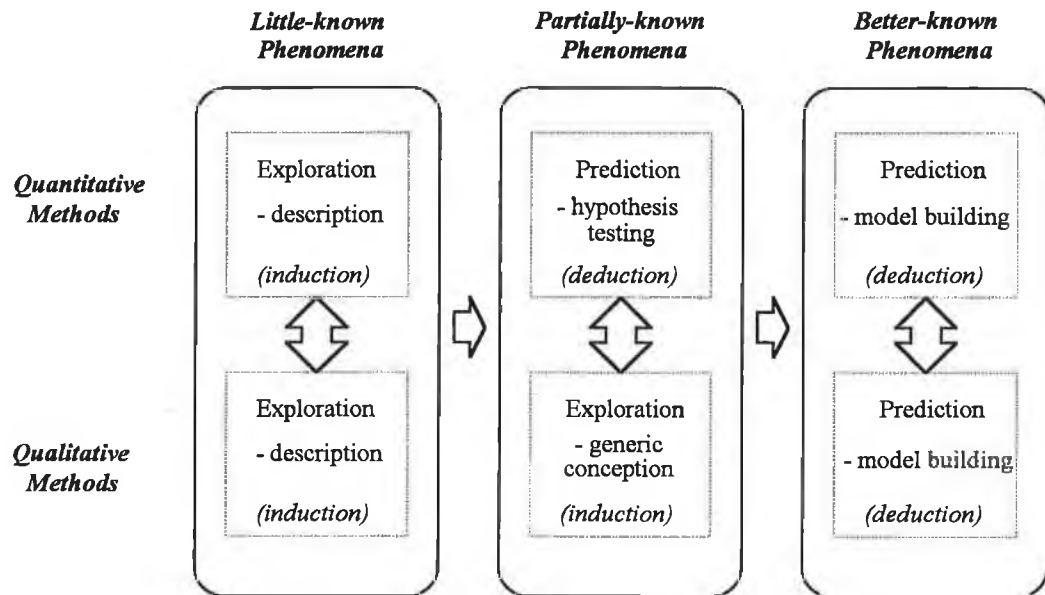 Little-known
Phenomena
Partially-known
Phenomena
Better-known
Phenomena
Quantitative
Methods
Exploration
- description
(induction)
Prediction
- hypothesis
testing
(deduction)
Prediction
- model building
(deduction)
Qualitative
Methods
Exploration
- description
(induction)
Exploration
- generic
conception
(induction)
Prediction
- model building
(deduction)